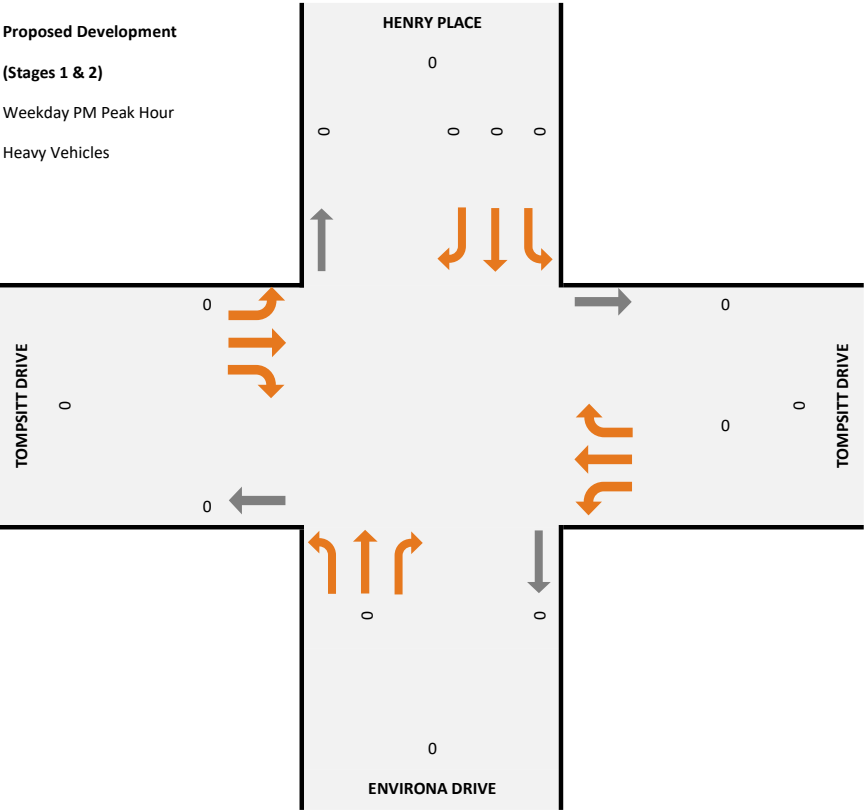 Proposed Development
(Stages 1 & 2)
Weekday PM Peak Hour
Heavy Vehicles
HENRY PLACE
0
0 0 0 0
0 0
TOMPSITT DRIVE
0
0
0
TOMPSITT DRIVE
0
0 0
0
ENVIRONA DRIVE